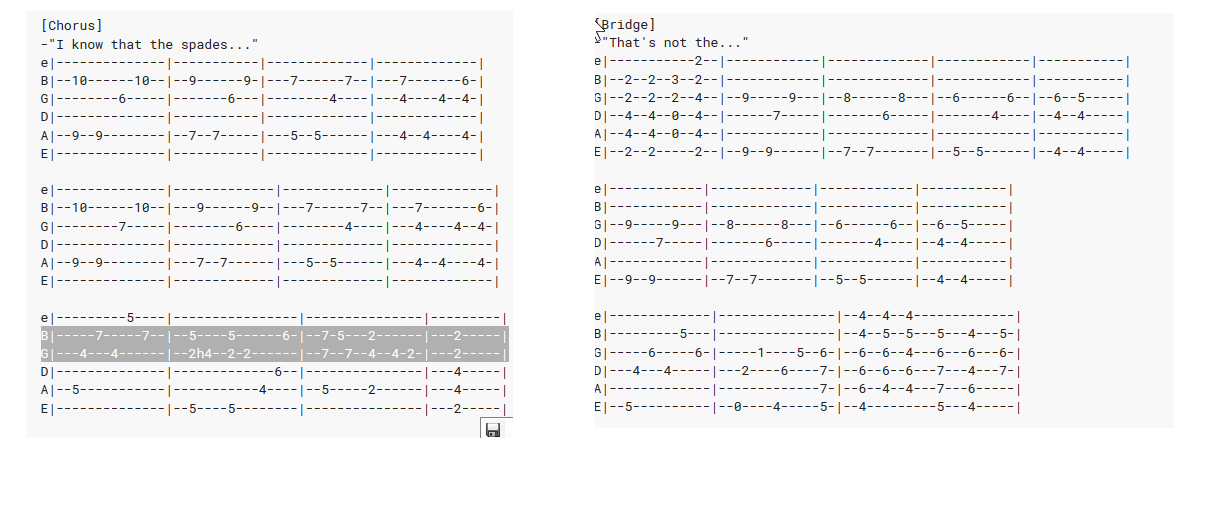 [Chorus]
-"I know that the spades..."
e|--------------|-----------|-------------|-------------|
B|--10------10--|--9------9-|---7------7--|---7-------6-|
G|--------6-----|-------6---|--------4----|---4----4--4-|
D|--------------|-----------|-------------|-------------|
A|--9--9--------|--7--7-----|---5--5------|---4--4----4-|
E|--------------|-----------|-------------|-------------|
e|--------------|-------------|-------------|-------------|
B|--10------10--|---9------9--|---7------7--|---7-------6-|
G|--------7-----|--------6----|--------4----|---4----4--4-|
D|--------------|-------------|-------------|-------------|
A|--9--9--------|---7--7------|---5--5------|---4--4----4-|
E|--------------|-------------|-------------|-------------|
e|---------5----|----------------|---------------|---------|
B|-----7-----7--|--5----5------6-|--7-5---2------|---2-----|
G|---4---4------|--2h4--2-2------|--7--7--4--4-2-|---2-----|
D|--------------|-------------6--|---------------|---4-----|
A|--5-----------|-----------4----|--5-----2------|---4-----|
E|--------------|--5----5--------|---------------|---2-----|
[Bridge]
-"That's not the..."
e|-----------2--|------------|-------------|------------|-----------|
B|--2--2--3--2--|------------|-------------|------------|-----------|
G|--2--2--2--4--|--9-----9---|--8------8---|--6------6--|--6--5-----|
D|--4--4--0--4--|------7-----|-------6-----|-------4----|--4--4-----|
A|--4--4--0--4--|------------|-------------|------------|-----------|
E|--2--2-----2--|--9--9------|--7--7-------|--5--5------|--4--4-----|
e|------------|-------------|------------|-----------|
B|------------|-------------|------------|-----------|
G|--9-----9---|--8------8---|--6------6--|--6--5-----|
D|------7-----|-------6-----|-------4----|--4--4-----|
A|------------|-------------|------------|-----------|
E|--9--9------|--7--7-------|--5--5------|--4--4-----|
e|-------------|---------------|--4--4--4-------------|
B|---------5---|---------------|--4--5--5---5---4---5-|
G|-----6-----6-|-----1----5--6-|--6--6--4---6---6---6-|
D|---4---4-----|---2----6----7-|--6--6--6---7---4---7-|
A|-------------|-------------7-|--6--4--4---7---6-----|
E|--5----------|--0----4-----5-|--4---------5---4-----|